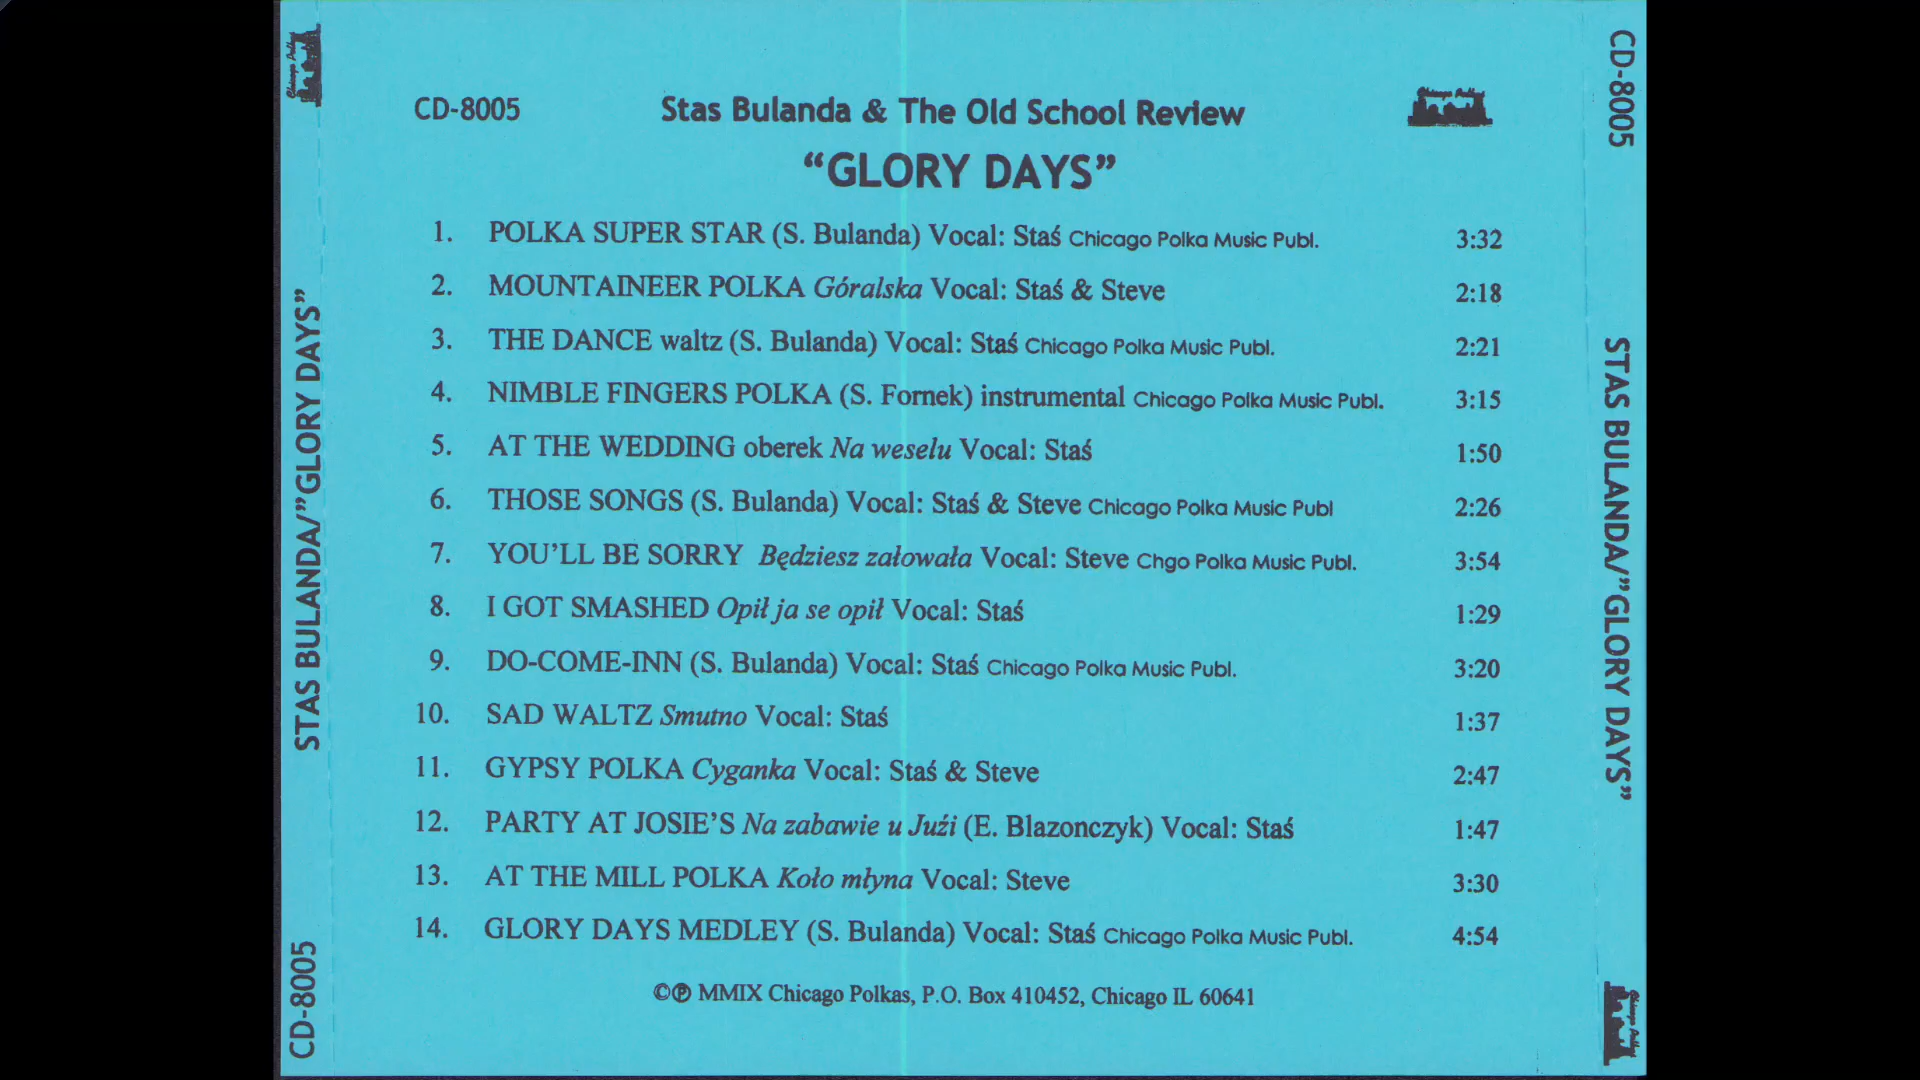 CD-8005
Stas Bulanda & The Old School Review
Chicago Polkas
"GLORY DAYS"
1. POLKA SUPER STAR (S. Bulanda) Vocal: Staś Chicago Polka Music Publ. 3:32
2. MOUNTAINEER POLKA Góralska Vocal: Staś & Steve 2:18
3. THE DANCE waltz (S. Bulanda) Vocal: Staś Chicago Polka Music Publ. 2:21
4. NIMBLE FINGERS POLKA (S. Fornek) instrumental Chicago Polka Music Publ. 3:15
5. AT THE WEDDING oberek Na weselu Vocal: Staś 1:50
6. THOSE SONGS (S. Bulanda) Vocal: Staś & Steve Chicago Polka Music Publ 2:26
7. YOU'LL BE SORRY Będziesz załowała Vocal: Steve Chgo Polka Music Publ. 3:54
8. I GOT SMASHED Opił ja se opił Vocal: Staś 1:29
9. DO-COME-INN (S. Bulanda) Vocal: Staś Chicago Polka Music Publ. 3:20
10. SAD WALTZ Smutno Vocal: Staś 1:37
11. GYPSY POLKA Cyganka Vocal: Staś & Steve 2:47
12. PARTY AT JOSIE'S Na zabawie u Juźi (E. Blazonczyk) Vocal: Staś 1:47
13. AT THE MILL POLKA Koło młyna Vocal: Steve 3:30
14. GLORY DAYS MEDLEY (S. Bulanda) Vocal: Staś Chicago Polka Music Publ. 4:54
©℗ MMIX Chicago Polkas, P.O. Box 410452, Chicago IL 60641
Chicago Polkas
STAS BULANDA/"GLORY DAYS"
CD-8005
CD-8005
STAS BULANDA/"GLORY DAYS"
Chicago Polkas